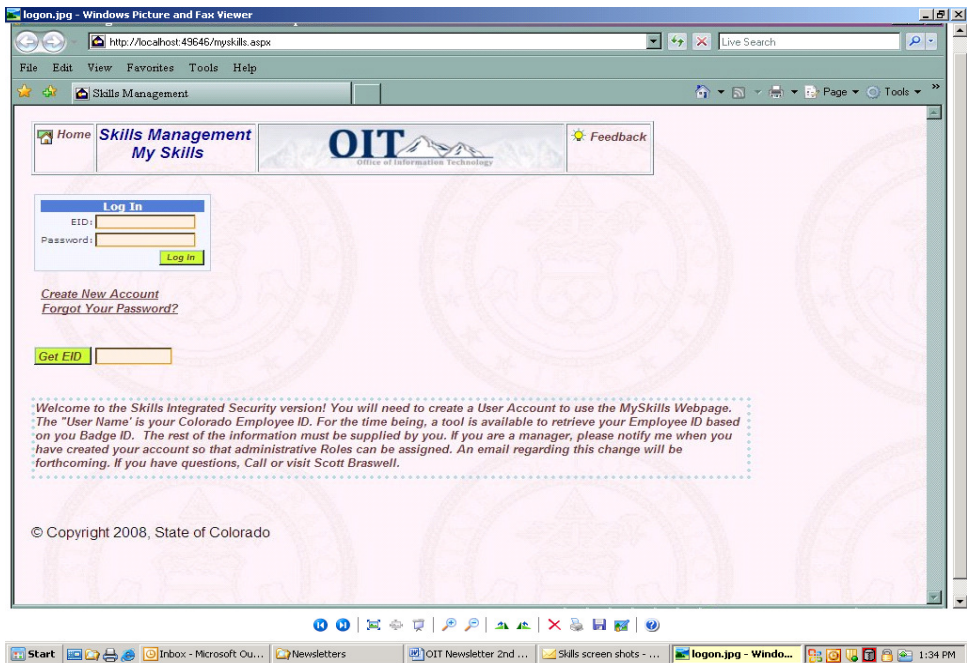 logon.jpg - Windows Picture and Fax Viewer
http://localhost:49646/myskills.aspx
Live Search
File Edit View Favorites Tools Help
Skills Management
Page Tools
Home
Skills Management
My Skills
OIT
Office of Information Technology
Feedback
Log In
EID:
Password:
Log In
Create New Account
Forgot Your Password?
Get EID
Welcome to the Skills Integrated Security version! You will need to create a User Account to use the MySkills Webpage.
The "User Name' is your Colorado Employee ID. For the time being, a tool is available to retrieve your Employee ID based
on you Badge ID. The rest of the information must be supplied by you. If you are a manager, please notify me when you
have created your account so that administrative Roles can be assigned. An email regarding this change will be
forthcoming. If you have questions, Call or visit Scott Braswell.
© Copyright 2008, State of Colorado
Start Inbox - Microsoft Ou... Newsletters OIT Newsletter 2nd ... Skills screen shots - ... logon.jpg - Windo... 1:34 PM